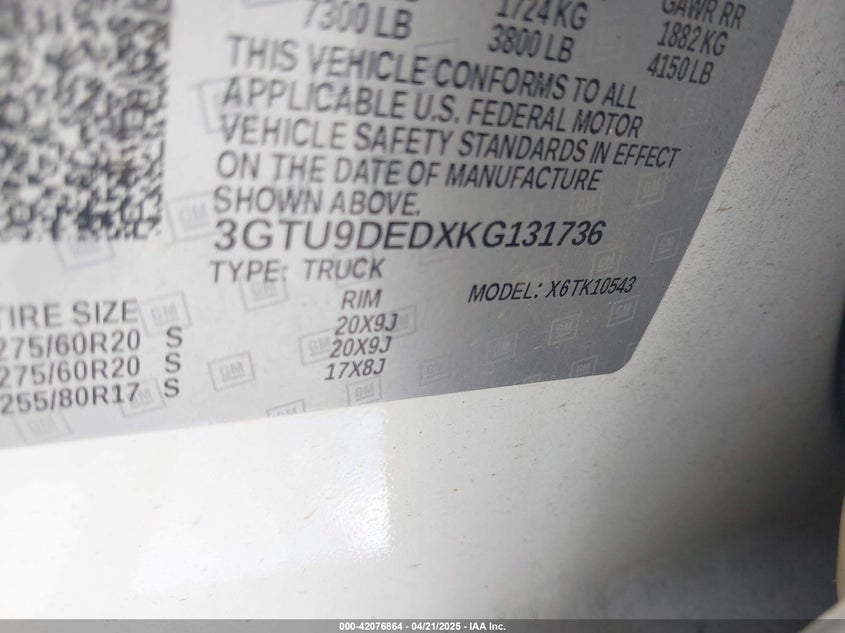 7300 LB
1724 KG
3800 LB
GAWR RR
1882 KG
4150 LB
THIS VEHICLE CONFORMS TO ALL
APPLICABLE U.S. FEDERAL MOTOR
VEHICLE SAFETY STANDARDS IN EFFECT
ON THE DATE OF MANUFACTURE
SHOWN ABOVE.
3GTU9DEDXKG131736
TYPE: TRUCK
MODEL: X6TK10543
TIRE SIZE RIM
275/60R20 S 20X9J
275/60R20 S 20X9J
255/80R17 S 17X8J
000-42076864 - 04/21/2025 - IAA Inc.